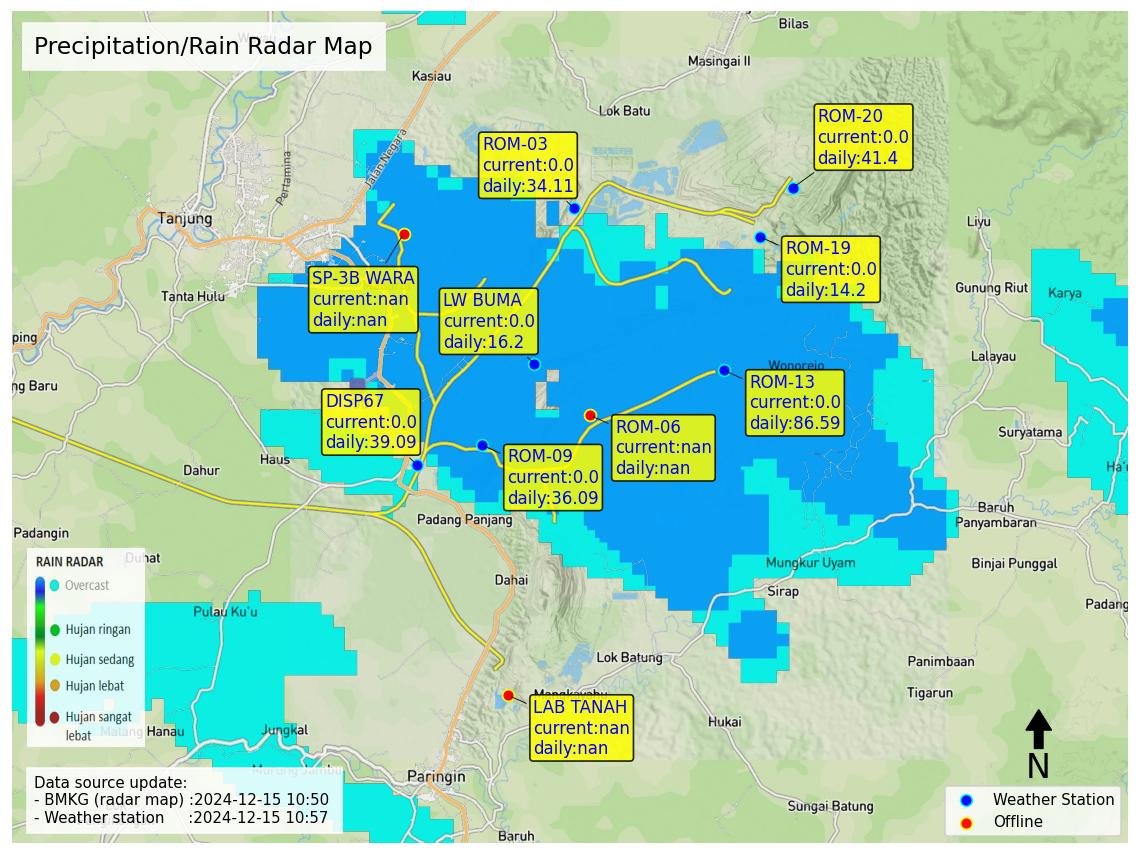 Precipitation/Rain Radar Map
Bilas
Masingai II
Kasiau
Lok Batu
ROM-20
current:0.0
daily:41.4
ROM-03
current:0.0
daily:34.11
Jalan Negara
Pertamina
Tanjung
Liyu
ROM-19
current:0.0
daily:14.2
SP-3B WARA
current:nan
daily:nan
LW BUMA
current:0.0
daily:16.2
Tanta Hulu
Gunung Riut
Karya
ping
Lalayau
Wonorejo
ng Baru
ROM-13
current:0.0
daily:86.59
DISP67
current:0.0
daily:39.09
ROM-06
current:nan
daily:nan
Suryatama
ROM-09
current:0.0
daily:36.09
Haus
Dahur
Ha'u
Baruh
Panyambaran
Padang Panjang
Padangin
Duhat
Binjai Punggal
Mungkur Uyam
Dahai
Sirap
Padang
RAIN RADAR
Overcast
Hujan ringan
Hujan sedang
Hujan lebat
Hujan sangat
lebat
Pulau Ku'u
Lok Batung
Panimbaan
Tigarun
Mangkayahu
LAB TANAH
current:nan
daily:nan
Hukai
Malang Hanau
Jungkal
Murung Jambu
Paringin
N
Data source update:
- BMKG (radar map) :2024-12-15 10:50
- Weather station :2024-12-15 10:57
Sungai Batung
Baruh
Weather Station
Offline